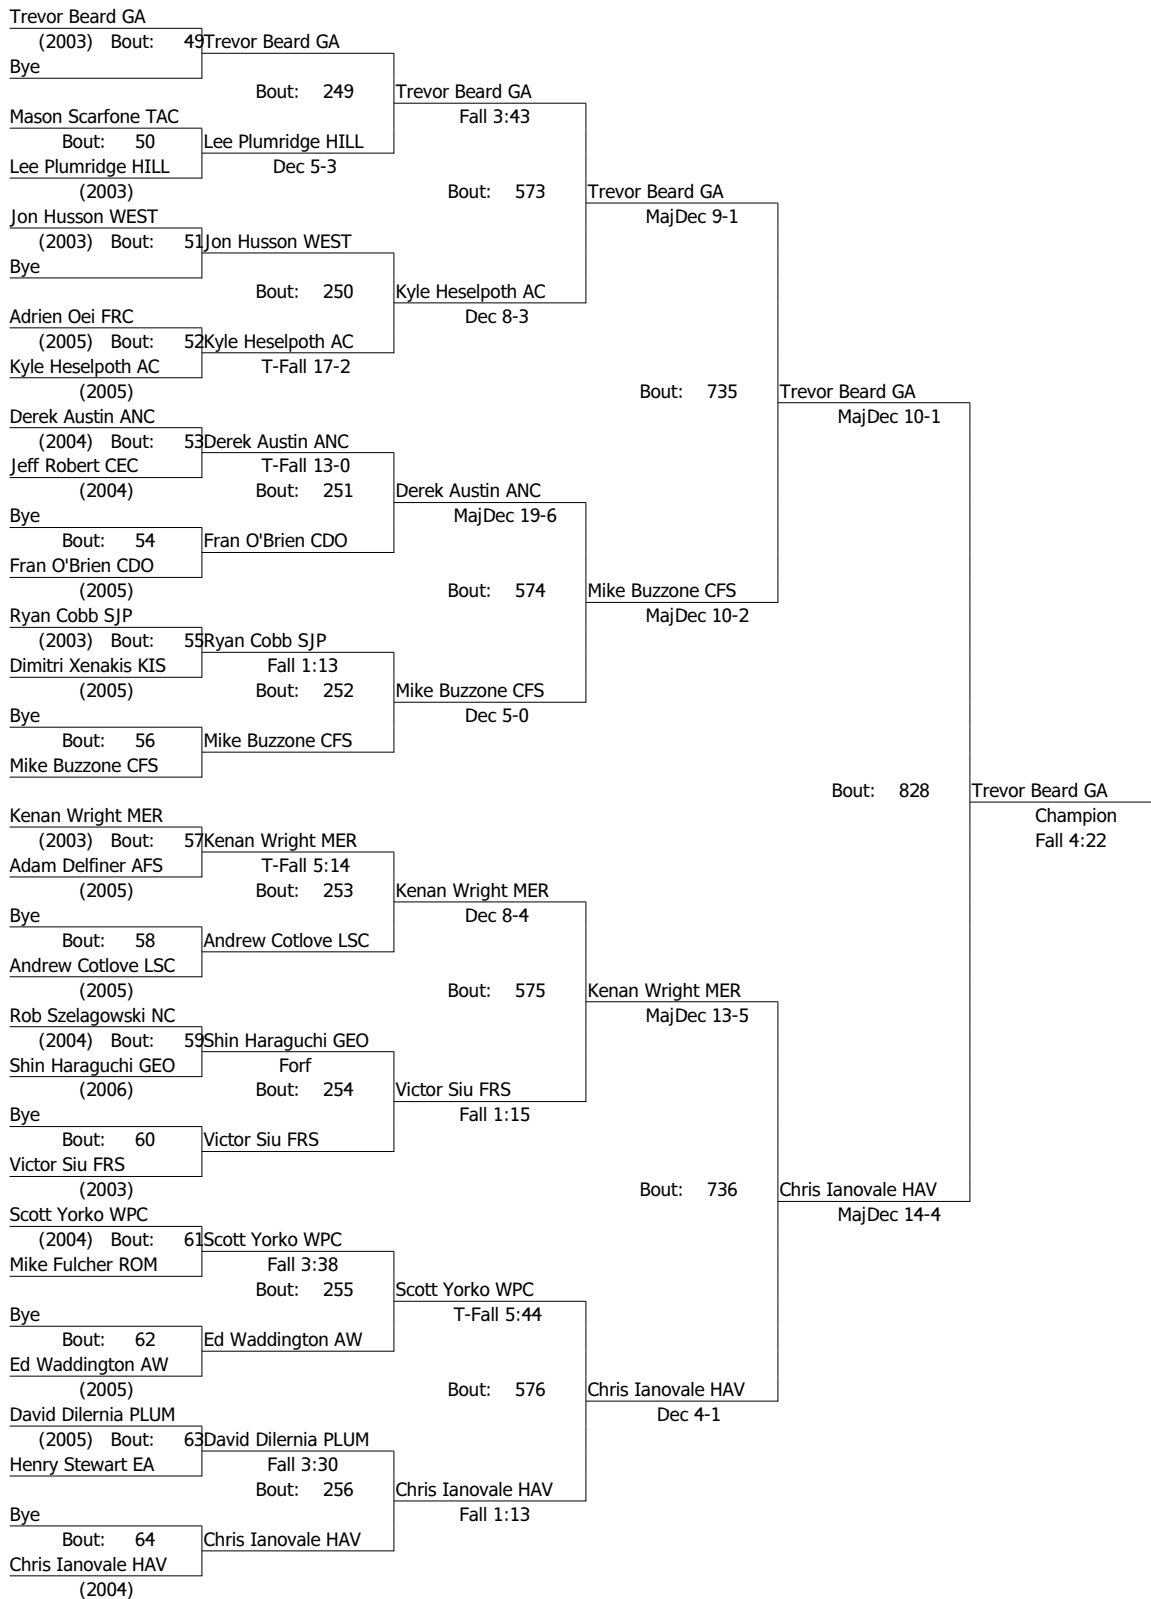 Trevor Beard GA
(2003) Bout: 49 Trevor Beard GA
Bye
Bout: 249 Trevor Beard GA
Mason Scarfone TAC Fall 3:43
Bout: 50 Lee Plumridge HILL
Lee Plumridge HILL Dec 5-3
(2003) Bout: 573 Trevor Beard GA
Jon Husson WEST MajDec 9-1
(2003) Bout: 51 Jon Husson WEST
Bye
Bout: 250 Kyle Heselpoth AC
Adrien Oei FRC Dec 8-3
(2005) Bout: 52 Kyle Heselpoth AC
Kyle Heselpoth AC T-Fall 17-2
(2005) Bout: 735 Trevor Beard GA
Derek Austin ANC MajDec 10-1
(2004) Bout: 53 Derek Austin ANC
Jeff Robert CEC T-Fall 13-0
(2004) Bout: 251 Derek Austin ANC
Bye MajDec 19-6
Bout: 54 Fran O'Brien CDO
Fran O'Brien CDO
(2005) Bout: 574 Mike Buzzone CFS
Ryan Cobb SJP MajDec 10-2
(2003) Bout: 55 Ryan Cobb SJP
Dimitri Xenakis KIS Fall 1:13
(2005) Bout: 252 Mike Buzzone CFS
Bye Dec 5-0
Bout: 56 Mike Buzzone CFS
Mike Buzzone CFS
Bout: 828 Trevor Beard GA
Kenan Wright MER Champion
(2003) Bout: 57 Kenan Wright MER Fall 4:22
Adam Delfiner AFS T-Fall 5:14
(2005) Bout: 253 Kenan Wright MER
Bye Dec 8-4
Bout: 58 Andrew Cotlove LSC
Andrew Cotlove LSC
(2005) Bout: 575 Kenan Wright MER
Rob Szelagowski NC MajDec 13-5
(2004) Bout: 59 Shin Haraguchi GEO
Shin Haraguchi GEO Forf
(2006) Bout: 254 Victor Siu FRS
Bye Fall 1:15
Bout: 60 Victor Siu FRS
Victor Siu FRS
(2003) Bout: 736 Chris Ianovale HAV
Scott Yorko WPC MajDec 14-4
(2004) Bout: 61 Scott Yorko WPC
Mike Fulcher ROM Fall 3:38
Bout: 255 Scott Yorko WPC
Bye T-Fall 5:44
Bout: 62 Ed Waddington AW
Ed Waddington AW
(2005) Bout: 576 Chris Ianovale HAV
David Dilernia PLUM Dec 4-1
(2005) Bout: 63 David Dilernia PLUM
Henry Stewart EA Fall 3:30
Bout: 256 Chris Ianovale HAV
Bye Fall 1:13
Bout: 64 Chris Ianovale HAV
Chris Ianovale HAV
(2004)